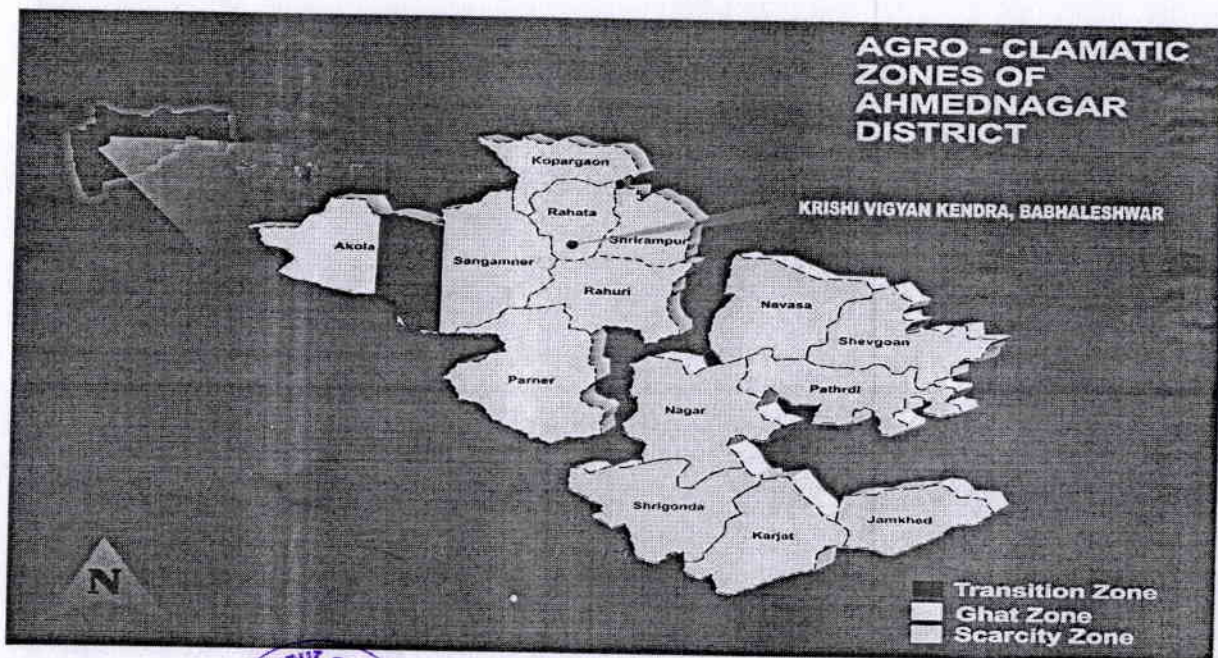 AGRO - CLAMATIC
ZONES OF
AHMEDNAGAR
DISTRICT
Kopargaon
Rahata
KRISHI VIGYAN KENDRA, BABHALESHWAR
Shrirampur
Akola
Sangamner
Rahuri
Navasa
Shevgoan
Parner
Pathrdi
Nagar
Shrigonda
Karjat
Jamkhed
N
Transition Zone
Ghat Zone
Scarcity Zone